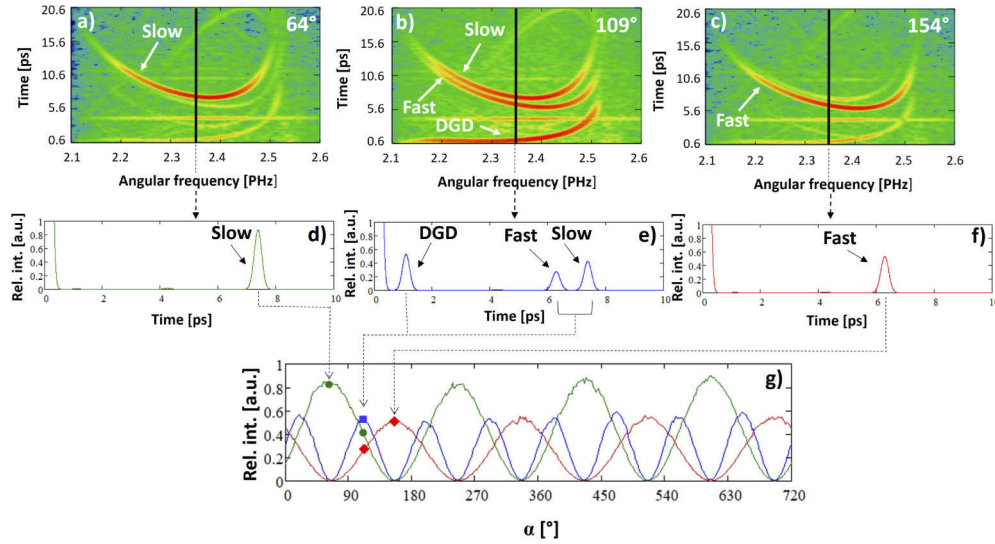 a) 64° Slow
b) 109° Slow Fast DGD
c) 154° Fast
Time [ps] 20.6 15.6 10.6 5.6 0.6
Time [ps] 20.6 15.6 10.6 5.6 0.6
Time [ps] 20.6 15.6 10.6 5.6 0.6
2.1 2.2 2.3 2.4 2.5 2.6
2.1 2.2 2.3 2.4 2.5 2.6
2.1 2.2 2.3 2.4 2.5 2.6
Angular frequency [PHz]
Angular frequency [PHz]
Angular frequency [PHz]
Rel. int. [a.u.] 1 0.8 0.6 0.4 0.2 0
Slow d)
0 2 4 6 8 10
Time [ps]
Rel. int. [a.u.] 1 0.8 0.6 0.4 0.2 0
DGD Fast Slow e)
2 4 6 8 10
Time [ps]
Rel. int. [a.u.] 1 0.8 0.6 0.4 0.2 0
Fast f)
0 2 4 6 8 10
Time [ps]
Rel. int. [a.u.] 1 0.8 0.6 0.4 0.2 0
g)
0 90 180 270 360 450 540 630 720
α [°]